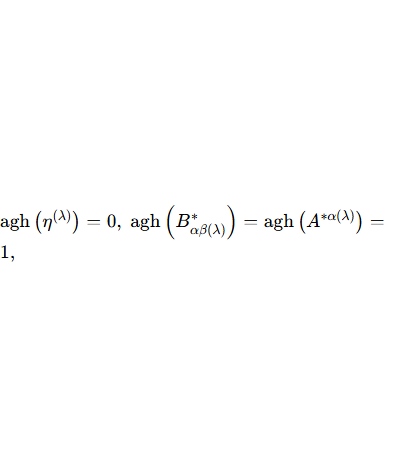 agh (η^{(λ)}) = 0, agh (B^*_{αβ(λ)}) = agh (A^{*α(λ)}) =
1,